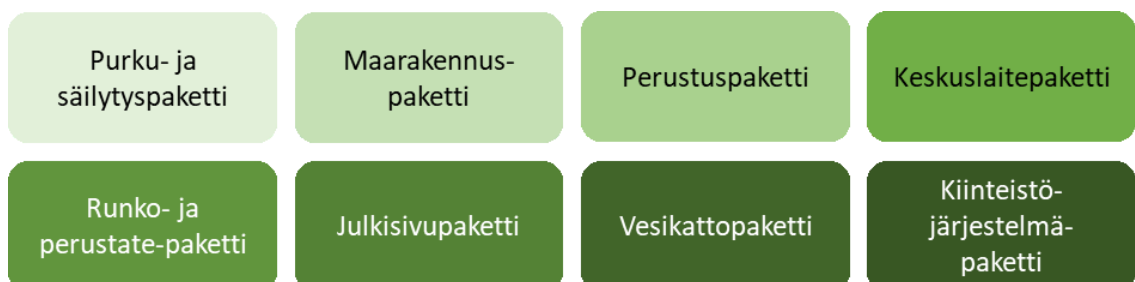 Purku- ja
säilytyspaketti
Maarakennus-
paketti
Perustuspaketti
Keskuslaitepaketti
Runko- ja
perustate-paketti
Julkisivupaketti
Vesikattopaketti
Kiinteistö-
järjestelmä-
paketti